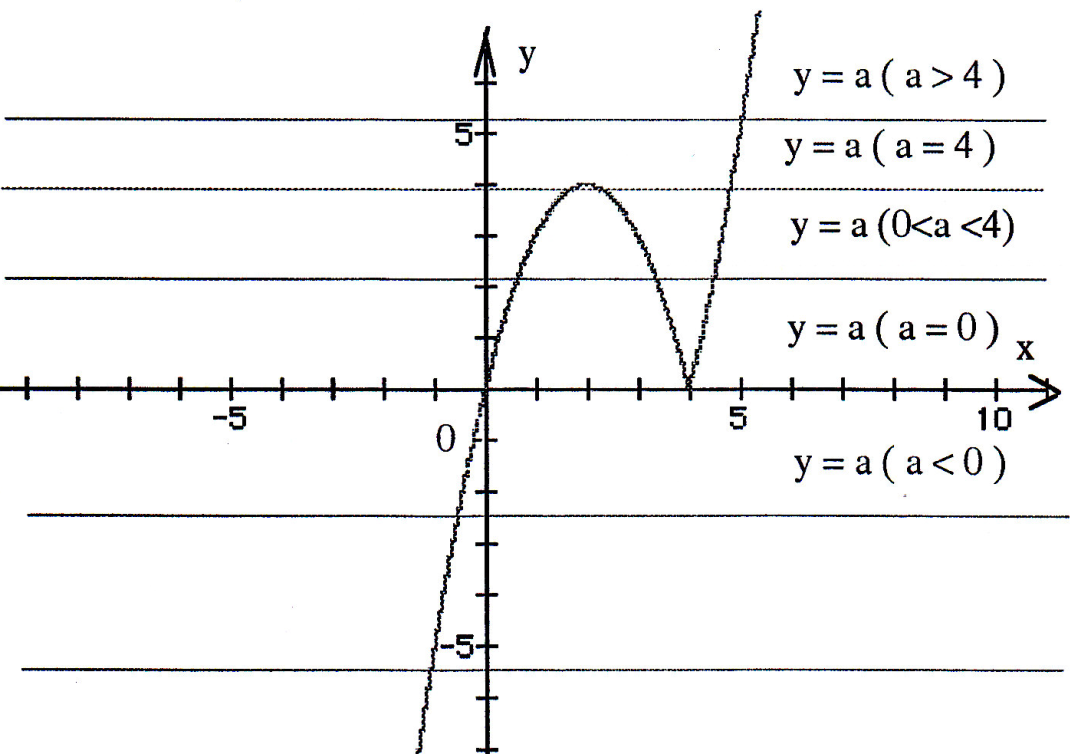 y
y = a ( a > 4 )
5
y = a ( a = 4 )
y = a (0<a <4)
y = a ( a = 0 )
x
-5
5
10
0
y = a ( a < 0 )
-5